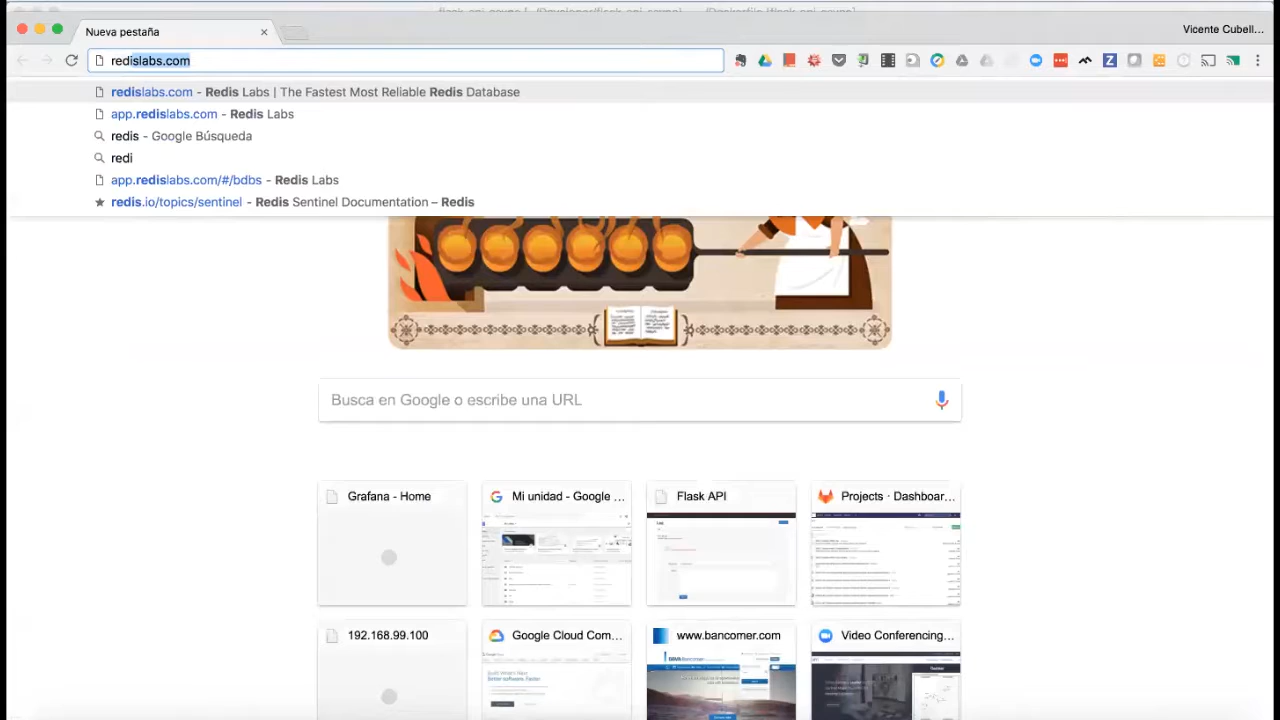 Nueva pestaña
Vicente Cubell...
redislabs.com
redislabs.com - Redis Labs | The Fastest Most Reliable Redis Database
app.redislabs.com - Redis Labs
redis - Google Búsqueda
redi
app.redislabs.com/#/bdbs - Redis Labs
redis.io/topics/sentinel - Redis Sentinel Documentation – Redis
Busca en Google o escribe una URL
Grafana - Home
Mi unidad - Google ...
Flask API
Projects · Dashboar...
192.168.99.100
Google Cloud Com...
www.bancomer.com
Video Conferencing...